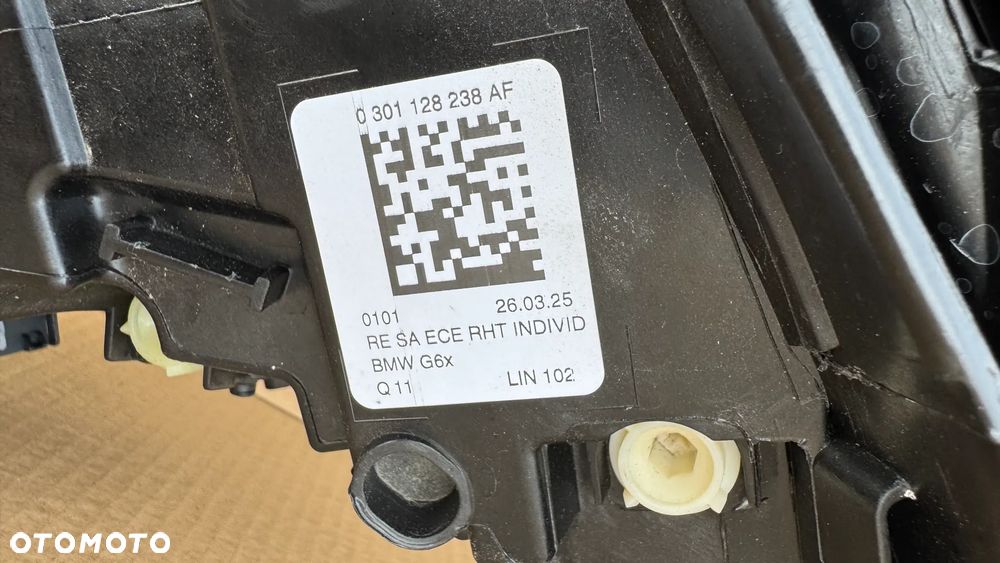 0 301 128 238 AF
0101 26.03.25
RE SA ECE RHT INDIVID
BMW G6x
Q 11 LIN 102
OTOMOTO